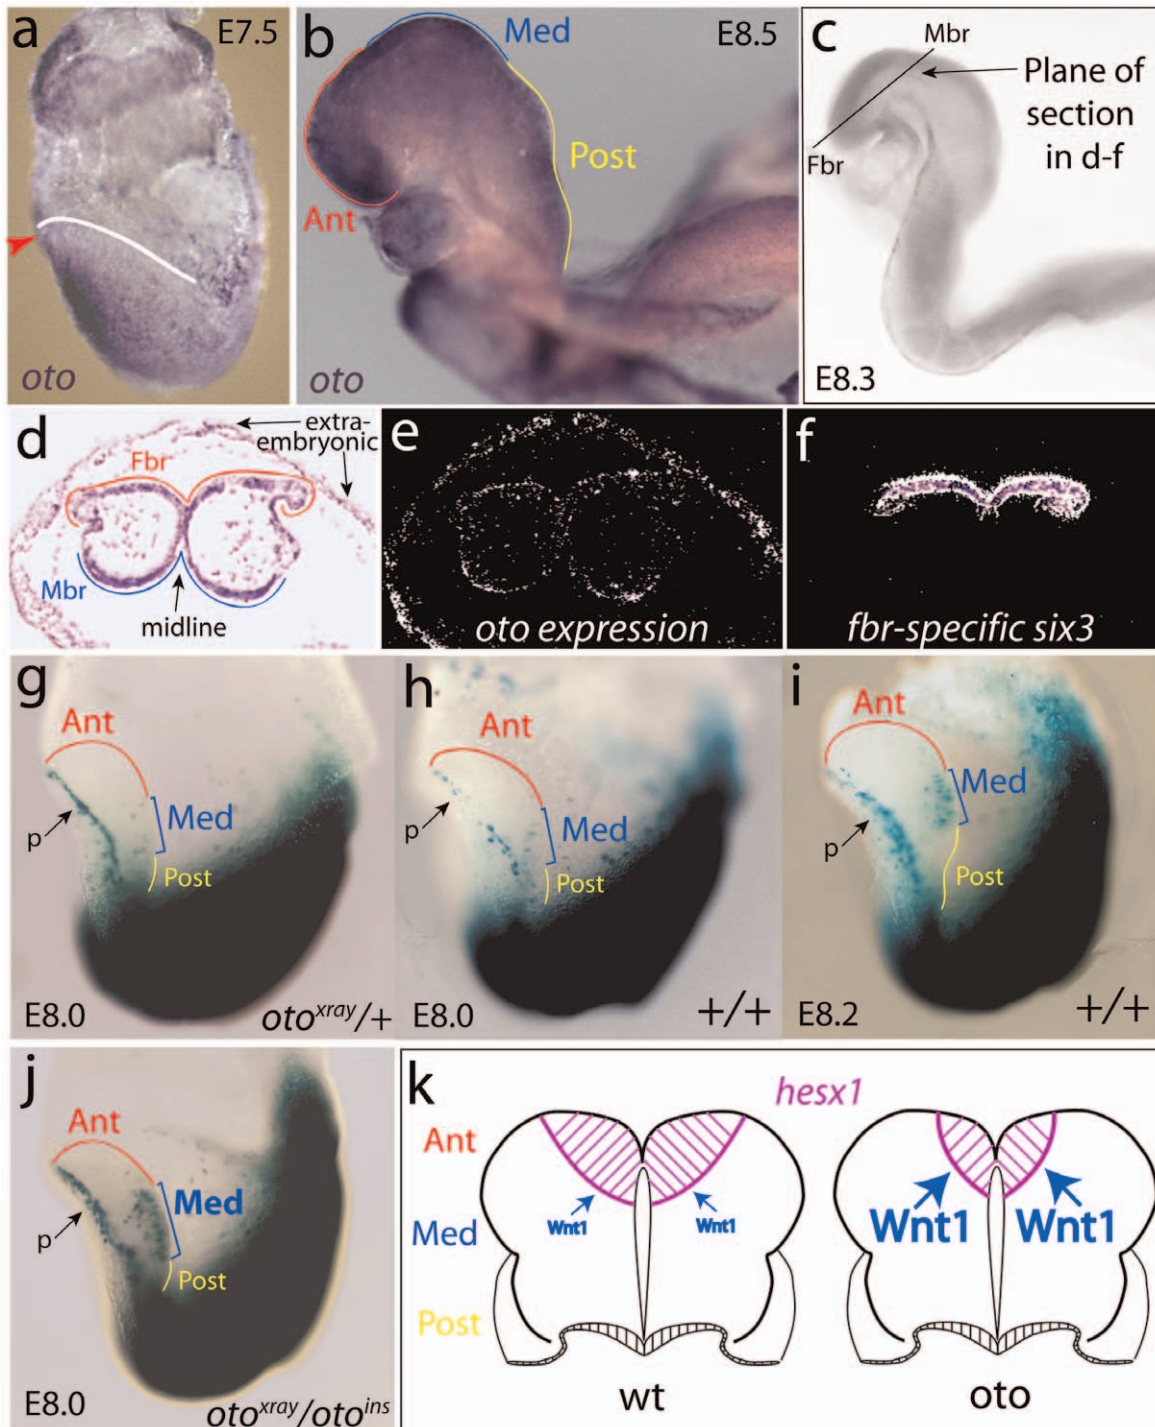 a
E7.5
oto
b
Med
E8.5
Post
Ant
oto
c
Mbr
Plane of
section
in d-f
Fbr
E8.3
d
extra-
embryonic
Fbr
Mbr
midline
e
oto expression
f
fbr-specific six3
g
Ant
Med
p
Post
E8.0
oto^xray/+
h
Ant
Med
Post
E8.0
+/+
i
Ant
Med
p
Post
E8.2
+/+
j
Ant
Med
p
Post
E8.0
oto^xray/oto^ins
k
hesx1
Ant
Wnt1 Wnt1
Wnt1 Wnt1
Med
Post
wt
oto